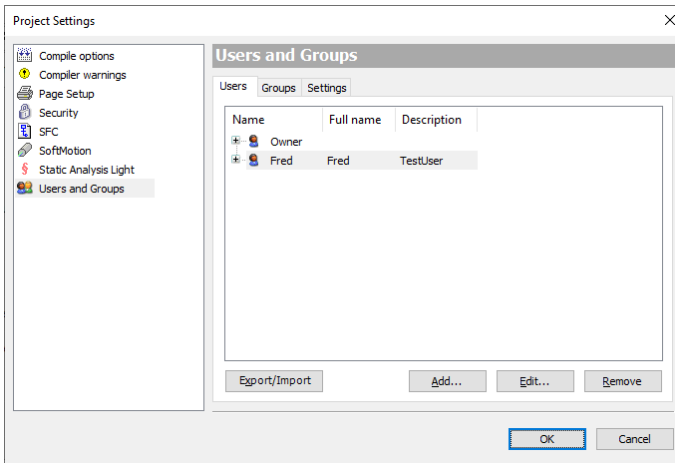 Project Settings
Compile options
Compiler warnings
Page Setup
Security
SFC
SoftMotion
Static Analysis Light
Users and Groups
Users and Groups
Users Groups Settings
Name Full name Description
Owner
Fred Fred TestUser
Export/Import Add... Edit... Remove
OK Cancel